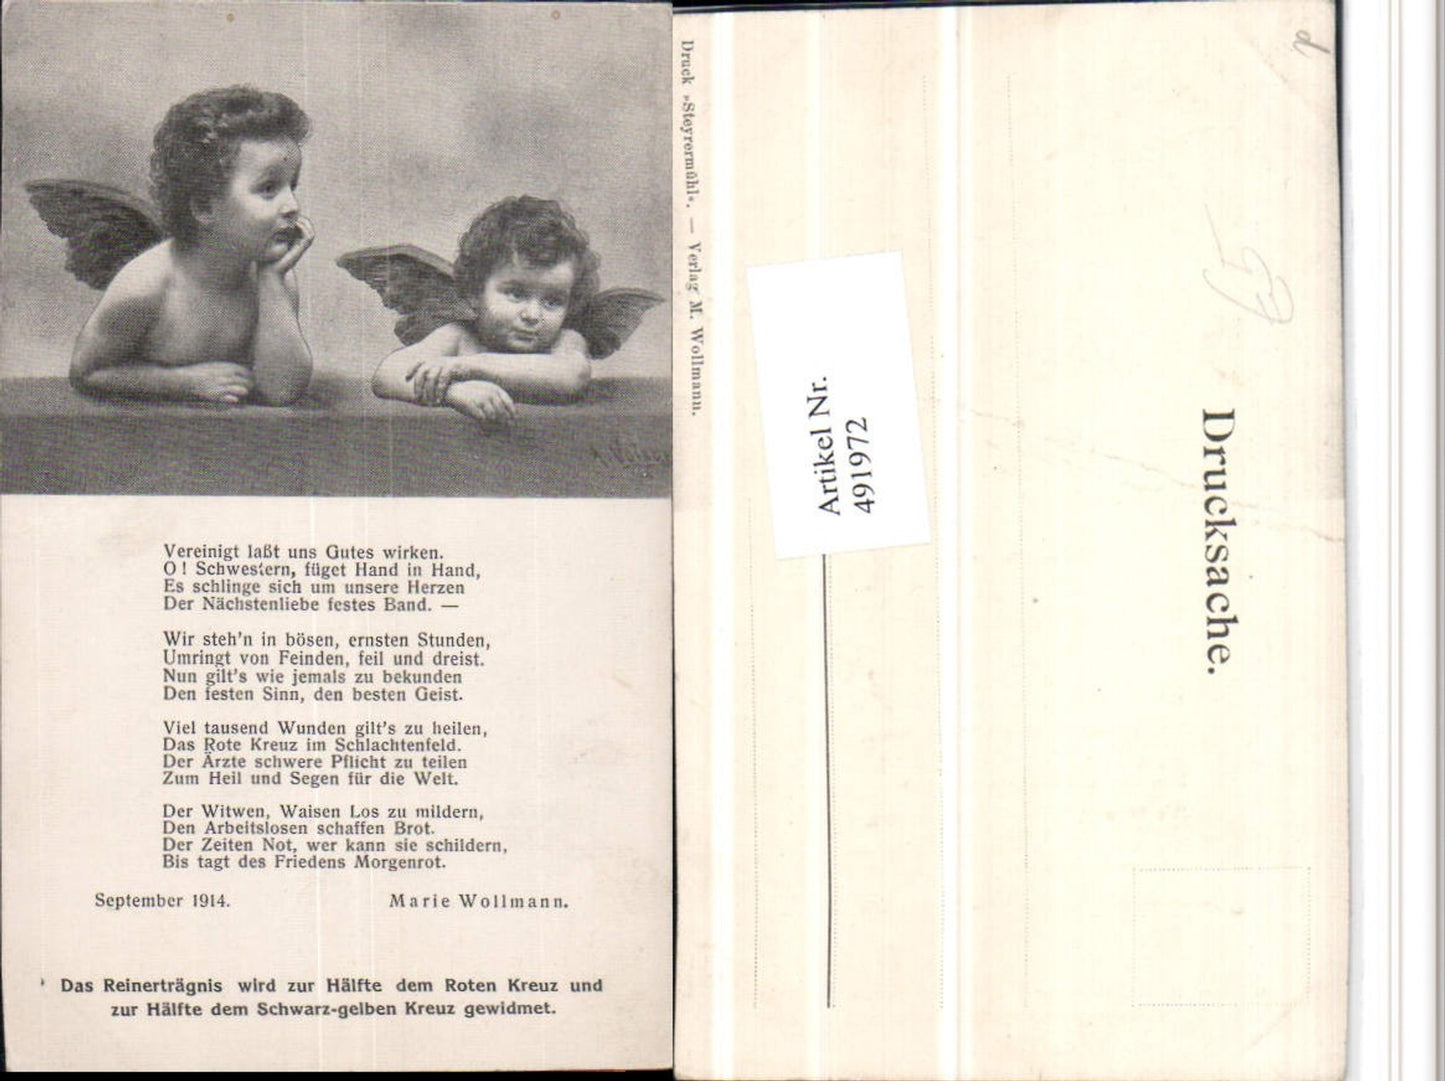 Vereinigt laßt uns Gutes wirken.
O! Schwestern, füget Hand in Hand,
Es schlinge sich um unsere Herzen
Der Nächstenliebe festes Band. —
Wir steh'n in bösen, ernsten Stunden,
Umringt von Feinden, feil und dreist.
Nun gilt's wie jemals zu bekunden
Den festen Sinn, den besten Geist.
Viel tausend Wunden gilt's zu heilen,
Das Rote Kreuz im Schlachtenfeld.
Der Ärzte schwere Pflicht zu teilen
Zum Heil und Segen für die Welt.
Der Witwen, Waisen Los zu mildern,
Den Arbeitslosen schaffen Brot.
Der Zeiten Not, wer kann sie schildern,
Bis tagt des Friedens Morgenrot.
September 1914. Marie Wollmann.
Das Reinerträgnis wird zur Hälfte dem Roten Kreuz und
zur Hälfte dem Schwarz-gelben Kreuz gewidmet.
Druck »Steyrermühl«. — Verlag M. Wollmann.
Artikel Nr.
491972
Drucksache.
d